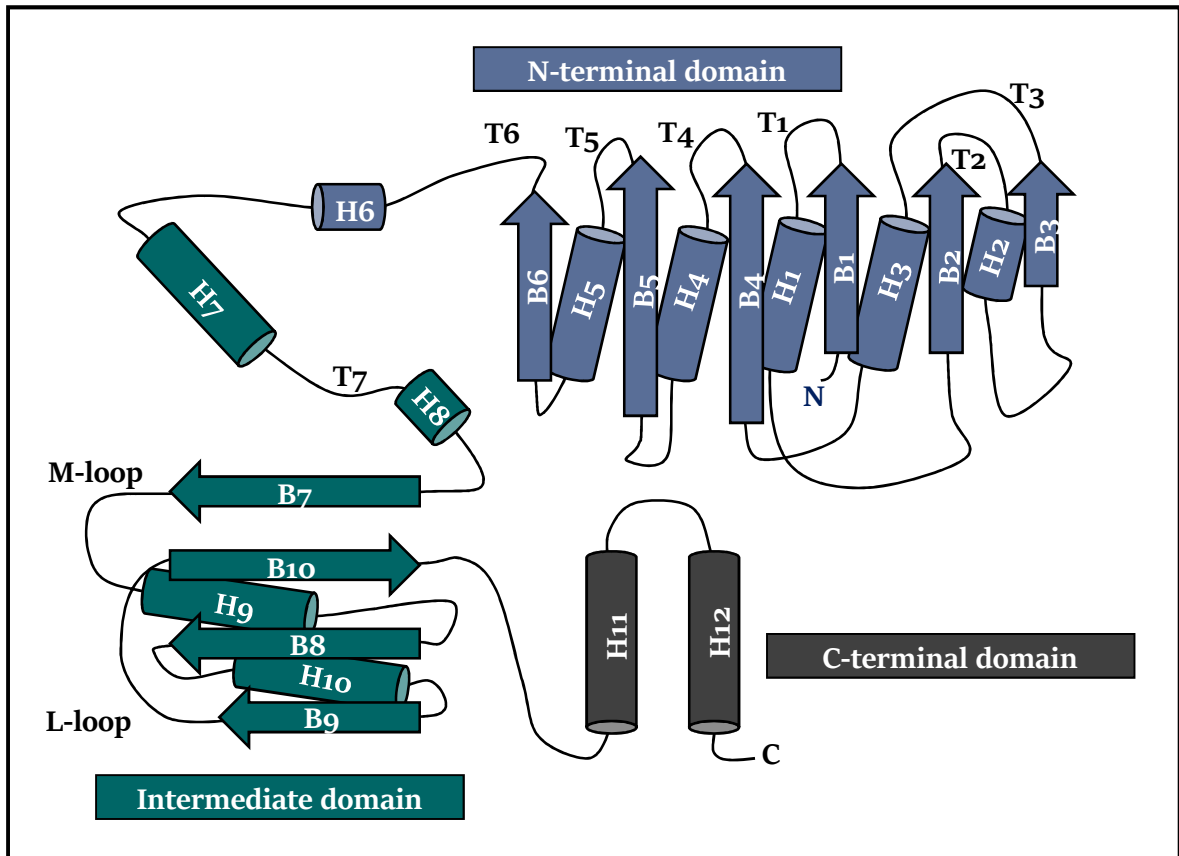 N-terminal domain
T6
T5
T4
T1
T3
T2
H6
B6
H5
B5
H4
B4
H1
B1
H3
B2
H2
B3
H7
N
T7
H8
M-loop
B7
B10
H9
B8
H10
B9
L-loop
H11
H12
C-terminal domain
C
Intermediate domain